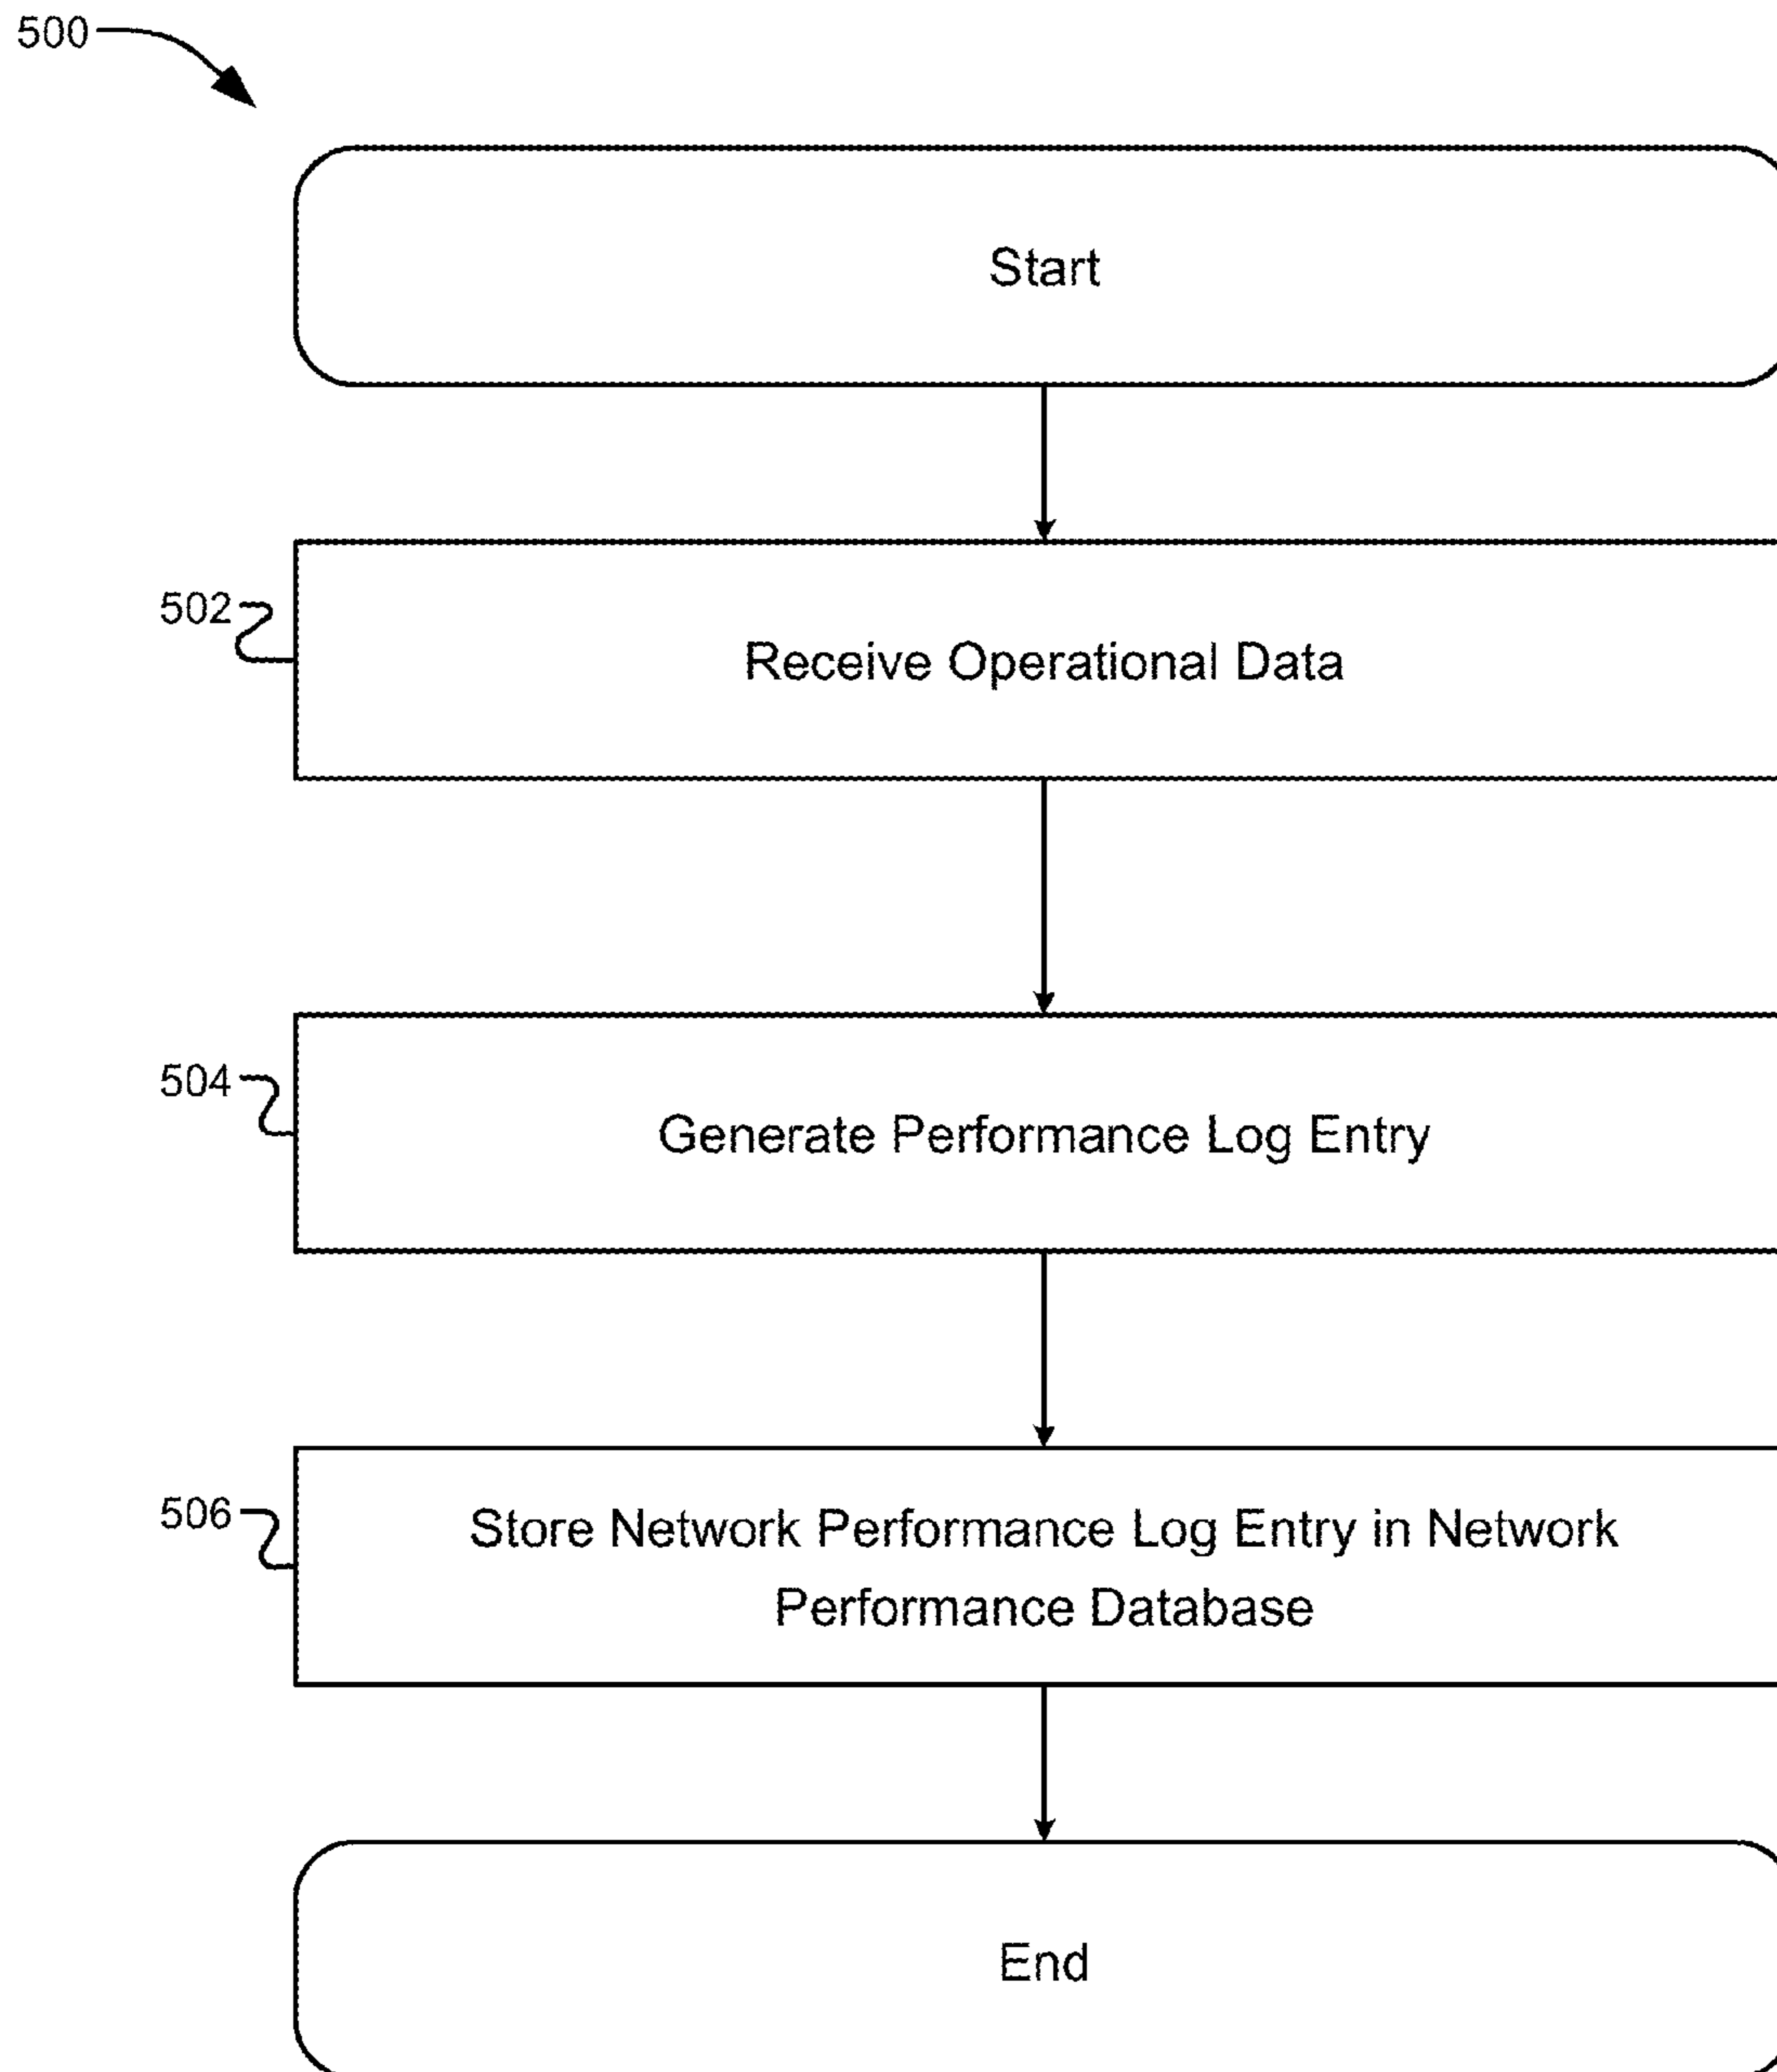 500
Start
502
Receive Operational Data
504
Generate Performance Log Entry
506
Store Network Performance Log Entry in Network
Performance Database
End